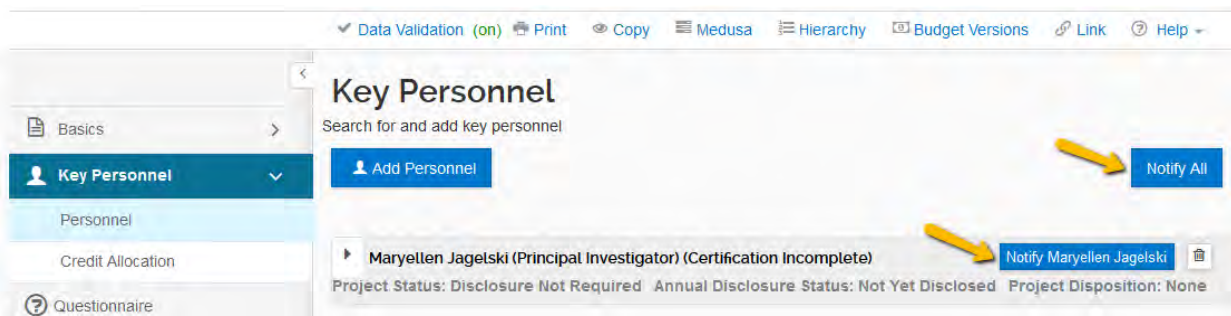 Data Validation (on) Print Copy Medusa Hierarchy Budget Versions Link Help
Key Personnel
Search for and add key personnel
Basics
Add Personnel
Notify All
Key Personnel
Personnel
Credit Allocation
Maryellen Jagelski (Principal Investigator) (Certification Incomplete)
Notify Maryellen Jagelski
Project Status: Disclosure Not Required Annual Disclosure Status: Not Yet Disclosed Project Disposition: None
Questionnaire